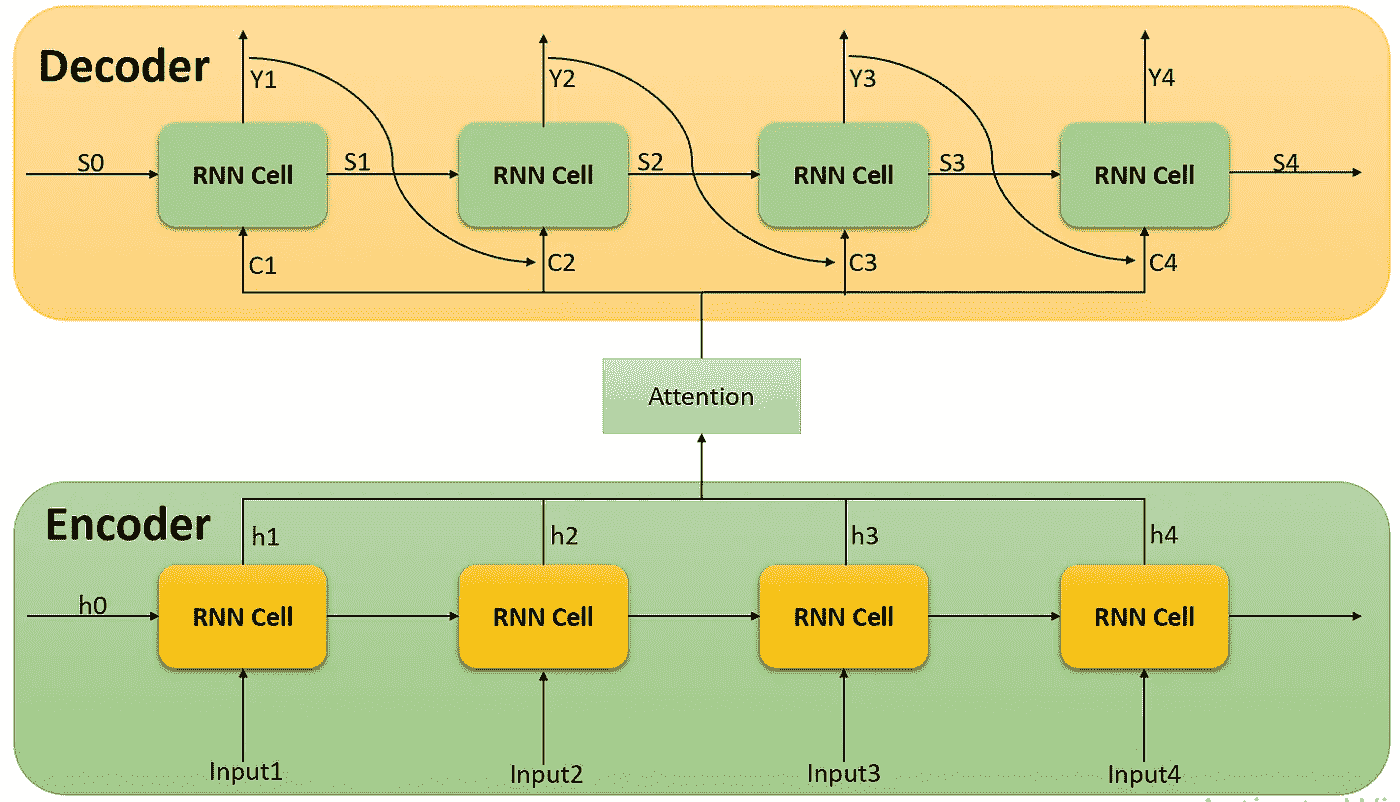 Decoder
Y1
Y2
Y3
Y4
S0
RNN Cell
S1
RNN Cell
S2
RNN Cell
S3
RNN Cell
S4
C1
C2
C3
C4
Attention
Encoder
h1
h2
h3
h4
h0
RNN Cell
RNN Cell
RNN Cell
RNN Cell
Input1
Input2
Input3
Input4